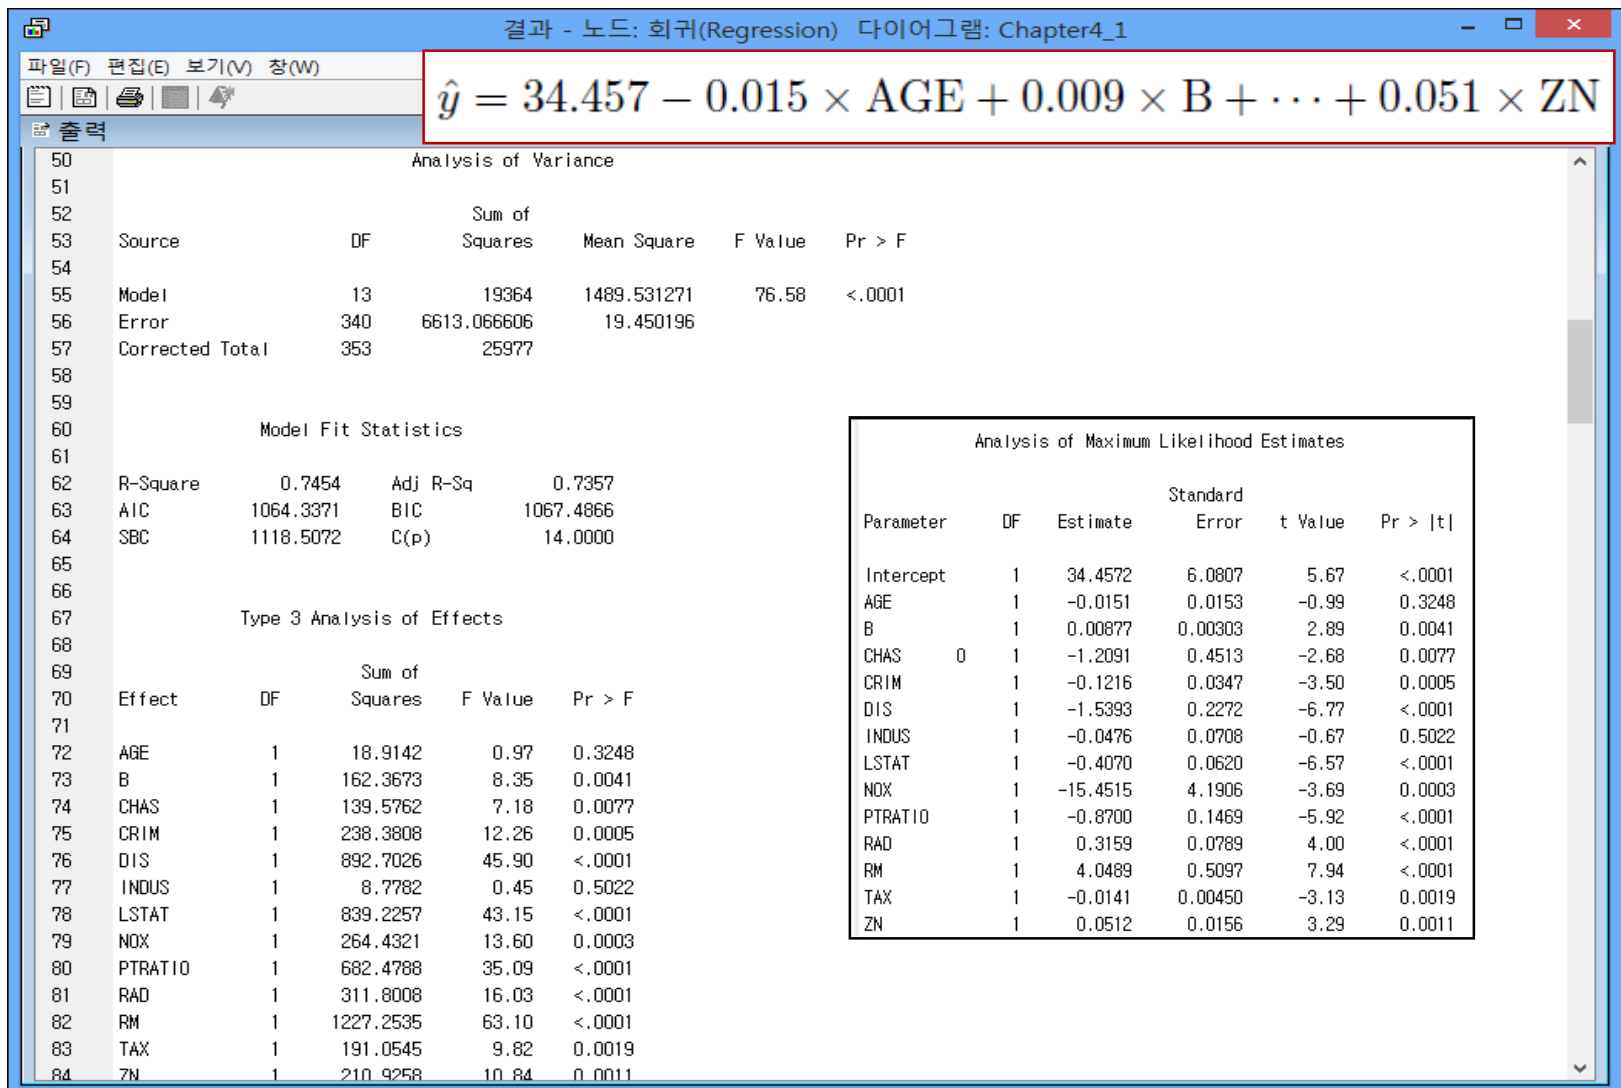 결과 - 노드: 회귀(Regression) 다이어그램: Chapter4_1
파일(F) 편집(E) 보기(V) 창(W)
ŷ = 34.457 − 0.015 × AGE + 0.009 × B + ⋯ + 0.051 × ZN
출력
50 Analysis of Variance
51
52 Sum of
53 Source DF Squares Mean Square F Value Pr > F
54
55 Model 13 19364 1489.531271 76.58 <.0001
56 Error 340 6613.066606 19.450196
57 Corrected Total 353 25977
58
59
60 Model Fit Statistics
61
62 R-Square 0.7454 Adj R-Sq 0.7357
63 AIC 1064.3371 BIC 1067.4866
64 SBC 1118.5072 C(p) 14.0000
65
66
67 Type 3 Analysis of Effects
68
69 Sum of
70 Effect DF Squares F Value Pr > F
71
72 AGE 1 18.9142 0.97 0.3248
73 B 1 162.3673 8.35 0.0041
74 CHAS 1 139.5762 7.18 0.0077
75 CRIM 1 238.3808 12.26 0.0005
76 DIS 1 892.7026 45.90 <.0001
77 INDUS 1 8.7782 0.45 0.5022
78 LSTAT 1 839.2257 43.15 <.0001
79 NOX 1 264.4321 13.60 0.0003
80 PTRATIO 1 682.4788 35.09 <.0001
81 RAD 1 311.8008 16.03 <.0001
82 RM 1 1227.2535 63.10 <.0001
83 TAX 1 191.0545 9.82 0.0019
84 ZN 1 210.9258 10.84 0.0011
Analysis of Maximum Likelihood Estimates
Standard
Parameter DF Estimate Error t Value Pr > |t|
Intercept 1 34.4572 6.0807 5.67 <.0001
AGE 1 -0.0151 0.0153 -0.99 0.3248
B 1 0.00877 0.00303 2.89 0.0041
CHAS 0 1 -1.2091 0.4513 -2.68 0.0077
CRIM 1 -0.1216 0.0347 -3.50 0.0005
DIS 1 -1.5393 0.2272 -6.77 <.0001
INDUS 1 -0.0476 0.0708 -0.67 0.5022
LSTAT 1 -0.4070 0.0620 -6.57 <.0001
NOX 1 -15.4515 4.1906 -3.69 0.0003
PTRATIO 1 -0.8700 0.1469 -5.92 <.0001
RAD 1 0.3159 0.0789 4.00 <.0001
RM 1 4.0489 0.5097 7.94 <.0001
TAX 1 -0.0141 0.00450 -3.13 0.0019
ZN 1 0.0512 0.0156 3.29 0.0011